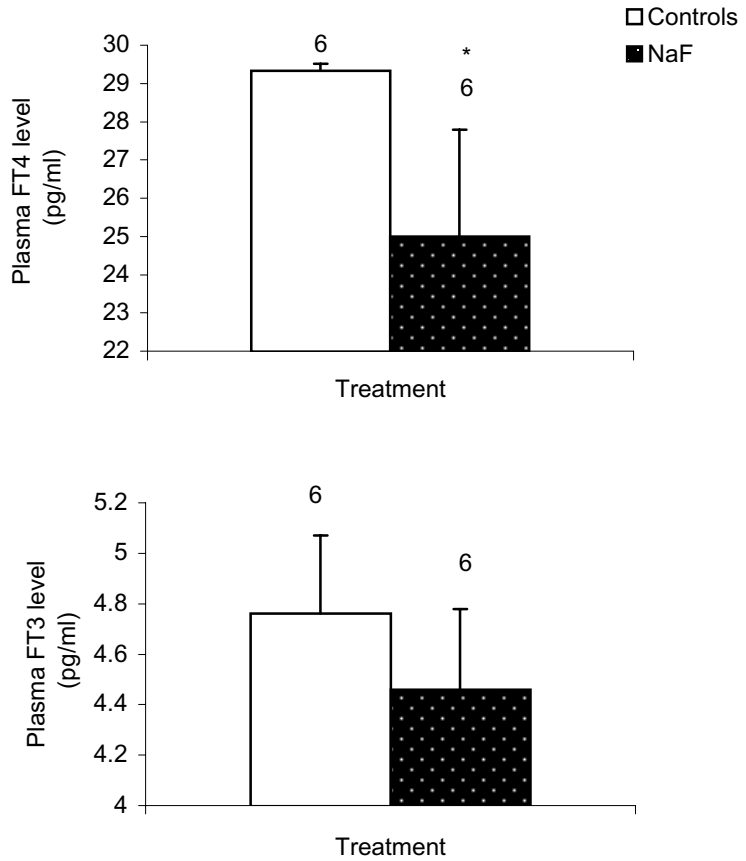 Controls
NaF
Plasma FT4 level
(pg/ml)
30
29
28
27
26
25
24
23
22
6
*
6
Treatment
Plasma FT3 level
(pg/ml)
5.2
5
4.8
4.6
4.4
4.2
4
6
6
Treatment